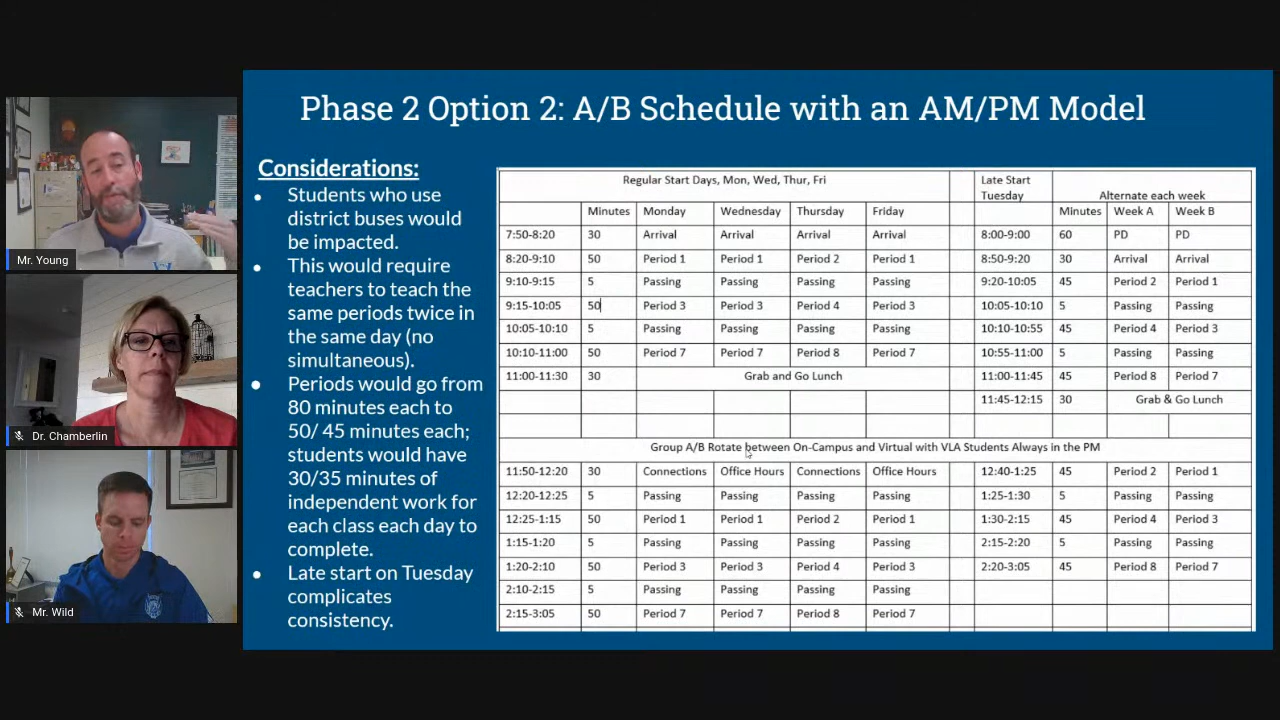 Phase 2 Option 2: A/B Schedule with an AM/PM Model
Considerations:
Students who use
district buses would
be impacted.
This would require
teachers to teach the
same periods twice in
the same day (no
simultaneous).
Periods would go from
80 minutes each to
50/ 45 minutes each;
students would have
30/35 minutes of
independent work for
each class each day to
complete.
Late start on Tuesday
complicates
consistency.
Regular Start Days, Mon, Wed, Thur, Fri Late Start Tuesday Alternate each week
Minutes Monday Wednesday Thursday Friday Minutes Week A Week B
7:50-8:20 30 Arrival Arrival Arrival Arrival 8:00-9:00 60 PD PD
8:20-9:10 50 Period 1 Period 1 Period 2 Period 1 8:50-9:20 30 Arrival Arrival
9:10-9:15 5 Passing Passing Passing Passing 9:20-10:05 45 Period 2 Period 1
9:15-10:05 50 Period 3 Period 3 Period 4 Period 3 10:05-10:10 5 Passing Passing
10:05-10:10 5 Passing Passing Passing Passing 10:10-10:55 45 Period 4 Period 3
10:10-11:00 50 Period 7 Period 7 Period 8 Period 7 10:55-11:00 5 Passing Passing
11:00-11:30 30 Grab and Go Lunch 11:00-11:45 45 Period 8 Period 7
11:45-12:15 30 Grab & Go Lunch
Group A/B Rotate between On-Campus and Virtual with VLA Students Always in the PM
11:50-12:20 30 Connections Office Hours Connections Office Hours 12:40-1:25 45 Period 2 Period 1
12:20-12:25 5 Passing Passing Passing Passing 1:25-1:30 5 Passing Passing
12:25-1:15 50 Period 1 Period 1 Period 2 Period 1 1:30-2:15 45 Period 4 Period 3
1:15-1:20 5 Passing Passing Passing Passing 2:15-2:20 5 Passing Passing
1:20-2:10 50 Period 3 Period 3 Period 4 Period 3 2:20-3:05 45 Period 8 Period 7
2:10-2:15 5 Passing Passing Passing Passing
2:15-3:05 50 Period 7 Period 7 Period 8 Period 7
Mr. Young
Dr. Chamberlin
Mr. Wild